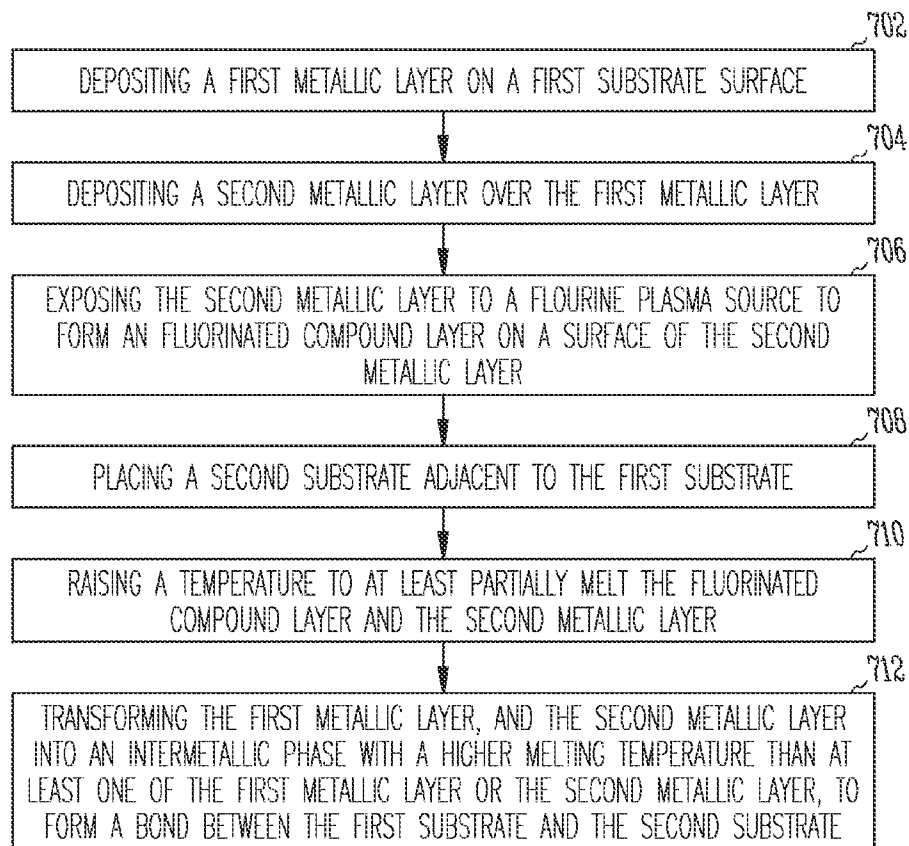 702
DEPOSITING A FIRST METALLIC LAYER ON A FIRST SUBSTRATE SURFACE
704
DEPOSITING A SECOND METALLIC LAYER OVER THE FIRST METALLIC LAYER
706
EXPOSING THE SECOND METALLIC LAYER TO A FLOURINE PLASMA SOURCE TO
FORM AN FLUORINATED COMPOUND LAYER ON A SURFACE OF THE SECOND
METALLIC LAYER
708
PLACING A SECOND SUBSTRATE ADJACENT TO THE FIRST SUBSTRATE
710
RAISING A TEMPERATURE TO AT LEAST PARTIALLY MELT THE FLUORINATED
COMPOUND LAYER AND THE SECOND METALLIC LAYER
712
TRANSFORMING THE FIRST METALLIC LAYER, AND THE SECOND METALLIC LAYER
INTO AN INTERMETALLIC PHASE WITH A HIGHER MELTING TEMPERATURE THAN AT
LEAST ONE OF THE FIRST METALLIC LAYER OR THE SECOND METALLIC LAYER, TO
FORM A BOND BETWEEN THE FIRST SUBSTRATE AND THE SECOND SUBSTRATE